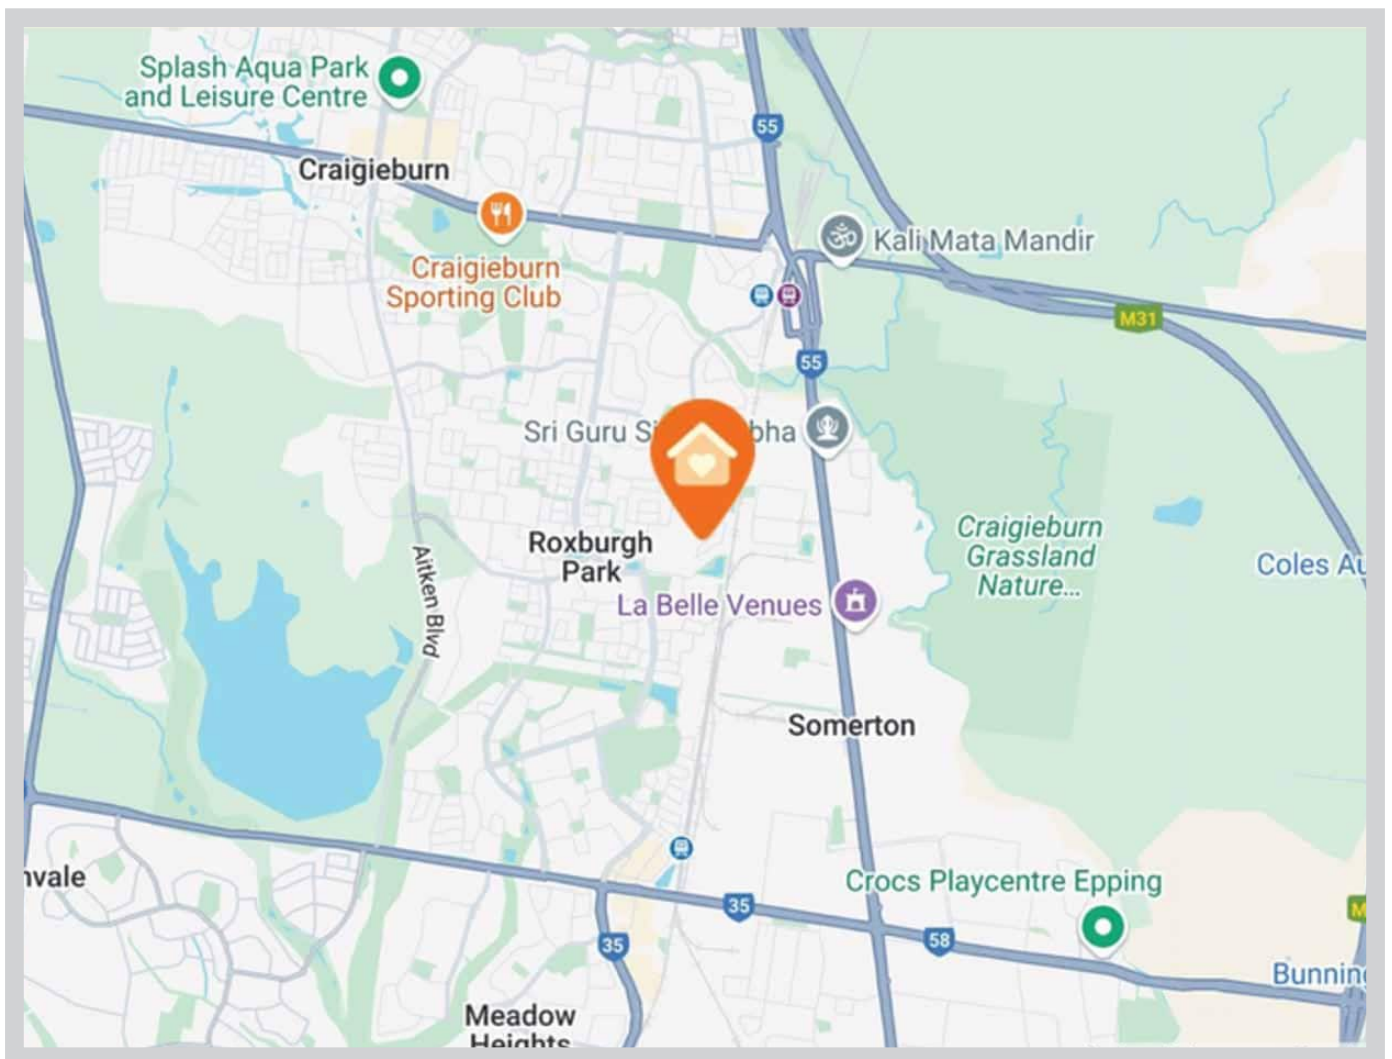 Splash Aqua Park
and Leisure Centre
55
Craigieburn
Kali Mata Mandir
Craigieburn
Sporting Club
M31
55
Sri Guru Si bha
Craigieburn
Grassland
Nature...
Roxburgh
Park
Coles Au
Aitken Blvd
La Belle Venues
Somerton
nvale
Crocs Playcentre Epping
35
M
58
35
Bunning
Meadow
Heights